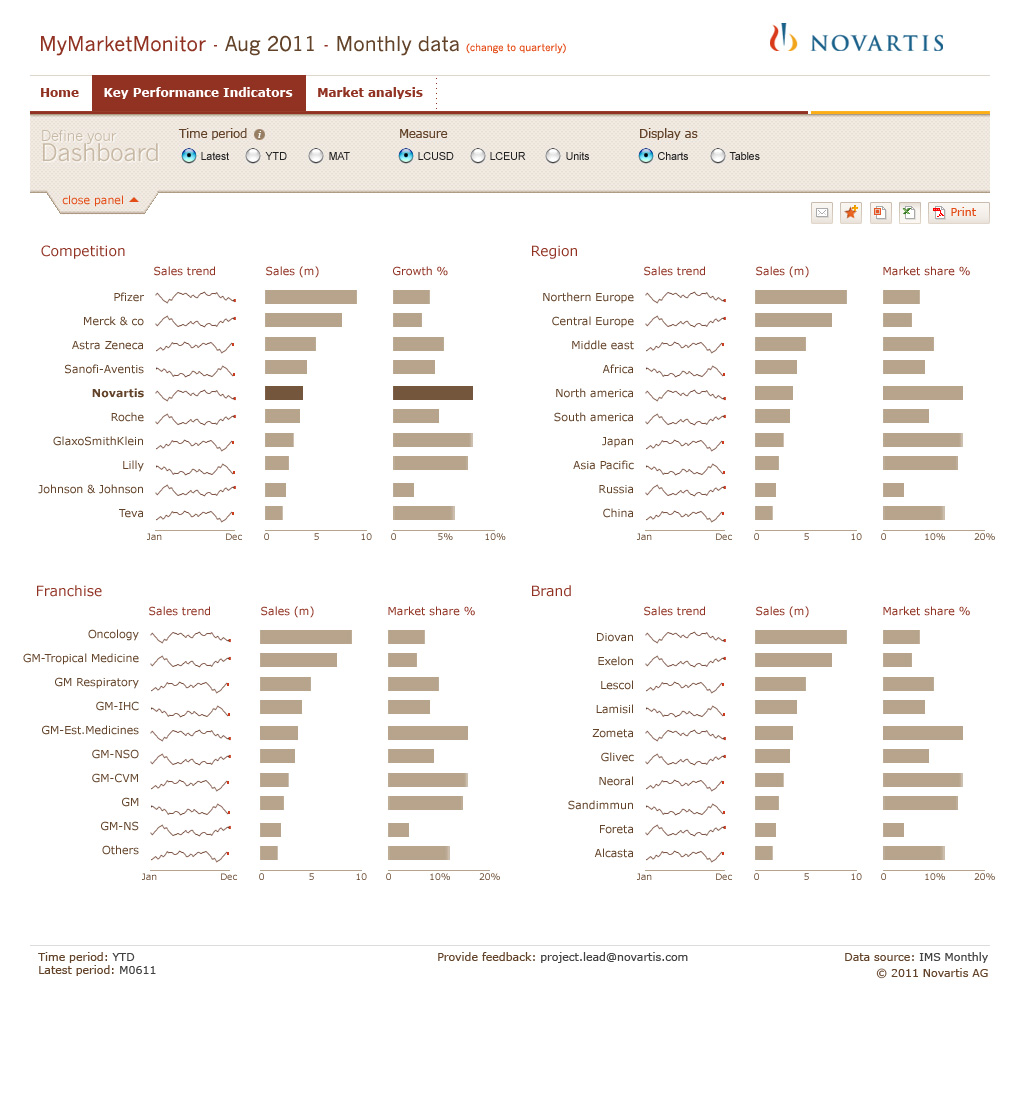 MyMarketMonitor - Aug 2011 - Monthly data (change to quarterly)
NOVARTIS
Home Key Performance Indicators Market analysis
Define your
Dashboard
Time period i Measure Display as
Latest YTD MAT LCUSD LCEUR Units Charts Tables
close panel
Print
Competition
Sales trend Sales (m) Growth %
Pfizer
Merck & co
Astra Zeneca
Sanofi-Aventis
Novartis
Roche
GlaxoSmithKlein
Lilly
Johnson & Johnson
Teva
Jan Dec 0 5 10 0 5% 10%
Region
Sales trend Sales (m) Market share %
Northern Europe
Central Europe
Middle east
Africa
North america
South america
Japan
Asia Pacific
Russia
China
Jan Dec 0 5 10 0 10% 20%
Franchise
Sales trend Sales (m) Market share %
Oncology
GM-Tropical Medicine
GM Respiratory
GM-IHC
GM-Est.Medicines
GM-NSO
GM-CVM
GM
GM-NS
Others
Jan Dec 0 5 10 0 10% 20%
Brand
Sales trend Sales (m) Market share %
Diovan
Exelon
Lescol
Lamisil
Zometa
Glivec
Neoral
Sandimmun
Foreta
Alcasta
Jan Dec 0 5 10 0 10% 20%
Time period: YTD
Latest period: M0611
Provide feedback: project.lead@novartis.com
Data source: IMS Monthly
© 2011 Novartis AG